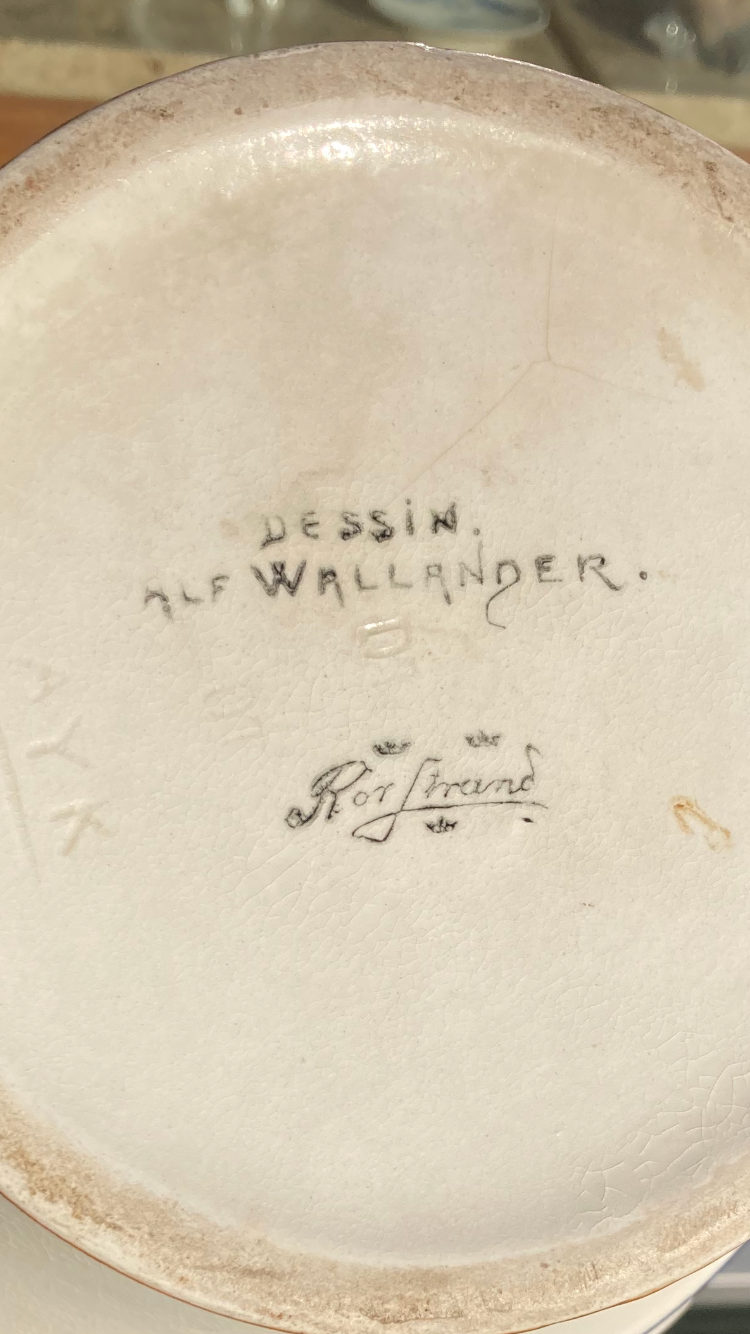 DESSIN.
ALF WALLANDER.
Rörstrand